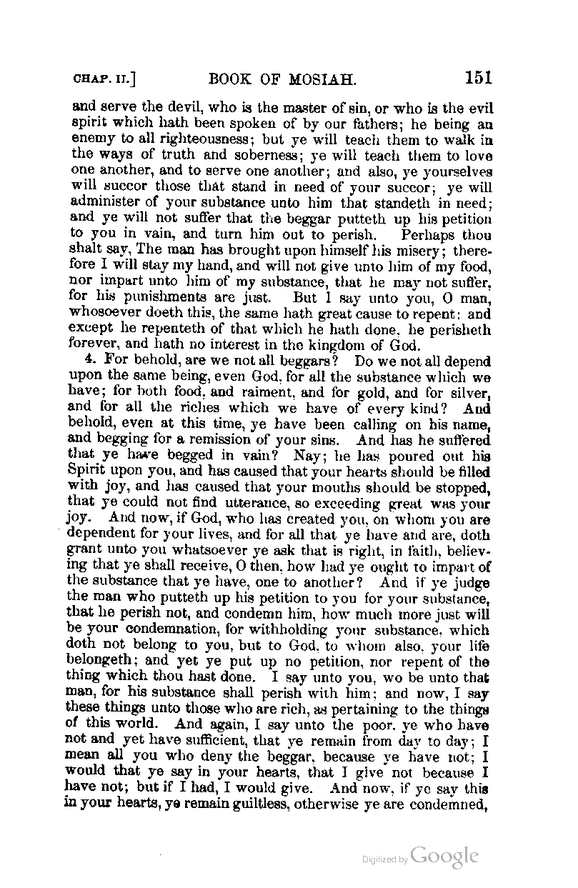 CHAP. II.] BOOK OF MOSIAH. 151
and serve the devil, who is the master of sin, or who is the evil
spirit which hath been spoken of by our fathers; he being an
enemy to all righteousness; but ye will teach them to walk in
the ways of truth and soberness; ye will teach them to love
one another, and to serve one another; and also, ye yourselves
will succor those that stand in need of your succor; ye will
administer of your substance unto him that standeth in need;
and ye will not suffer that the beggar putteth up his petition
to you in vain, and turn him out to perish. Perhaps thou
shalt say, The man has brought upon himself his misery; there-
fore I will stay my hand, and will not give unto him of my food,
nor impart unto him of my substance, that he may not suffer,
for his punishments are just. But I say unto you, O man,
whosoever doeth this, the same hath great cause to repent; and
except he repenteth of that which he hath done, he perisheth
forever, and hath no interest in the kingdom of God.
4. For behold, are we not all beggars? Do we not all depend
upon the same being, even God, for all the substance which we
have; for both food, and raiment, and for gold, and for silver,
and for all the riches which we have of every kind? And
behold, even at this time, ye have been calling on his name,
and begging for a remission of your sins. And has he suffered
that ye have begged in vain? Nay; he has poured out his
Spirit upon you, and has caused that your hearts should be filled
with joy, and has caused that your mouths should be stopped,
that ye could not find utterance, so exceeding great was your
joy. And now, if God, who has created you, on whom you are
dependent for your lives, and for all that ye have and are, doth
grant unto you whatsoever ye ask that is right, in faith, believ-
ing that ye shall receive, O then, how had ye ought to impart of
the substance that ye have, one to another? And if ye judge
the man who putteth up his petition to you for your substance,
that he perish not, and condemn him, how much more just will
be your condemnation, for withholding your substance, which
doth not belong to you, but to God, to whom also, your life
belongeth; and yet ye put up no petition, nor repent of the
thing which thou hast done. I say unto you, wo be unto that
man, for his substance shall perish with him; and now, I say
these things unto those who are rich, as pertaining to the things
of this world. And again, I say unto the poor, ye who have
not and yet have sufficient, that ye remain from day to day; I
mean all you who deny the beggar, because ye have not; I
would that ye say in your hearts, that I give not because I
have not; but if I had, I would give. And now, if ye say this
in your hearts, ye remain guiltless, otherwise ye are condemned,
Digitized by Google